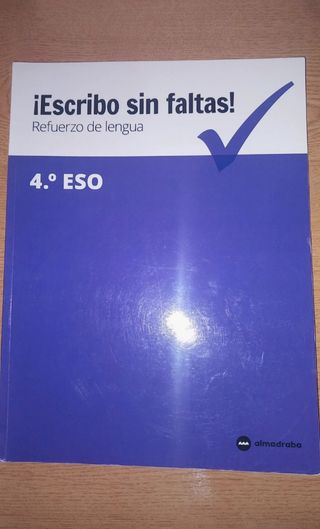 ¡Escribo sin faltas!
Refuerzo de lengua
4.º ESO
almadraba